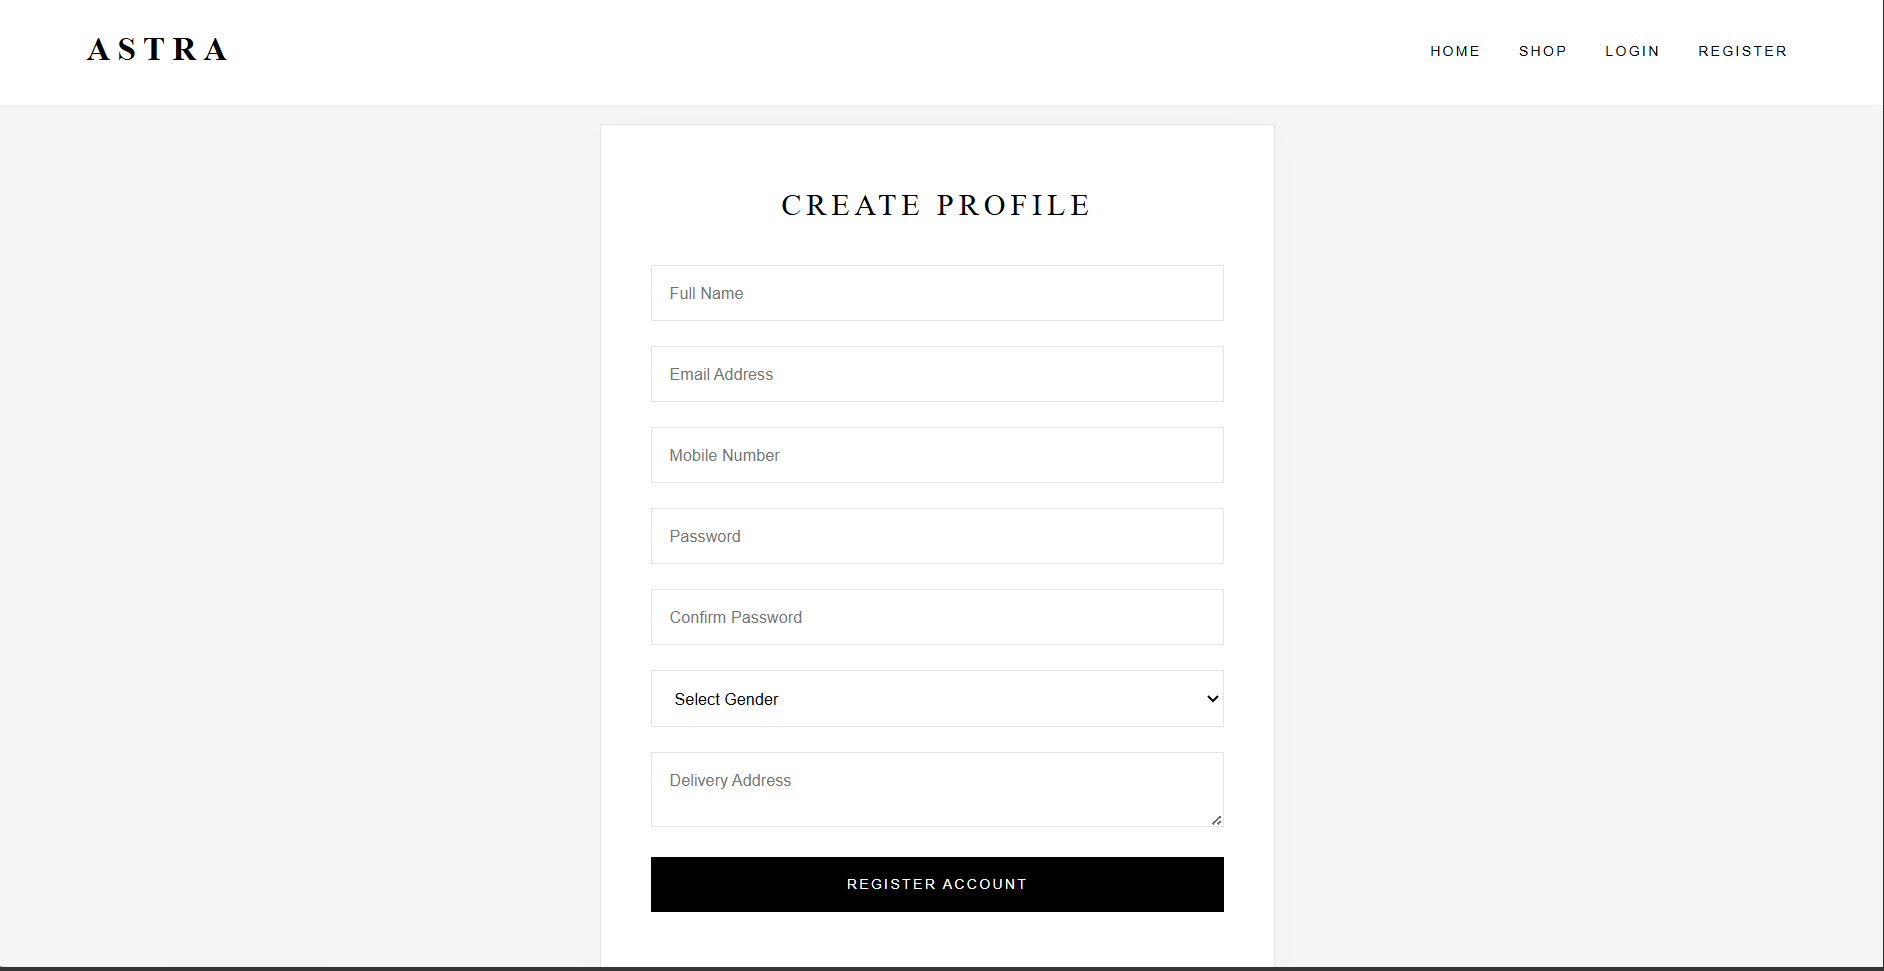 ASTRA
HOME SHOP LOGIN REGISTER
CREATE PROFILE
Full Name
Email Address
Mobile Number
Password
Confirm Password
Select Gender
Delivery Address
REGISTER ACCOUNT